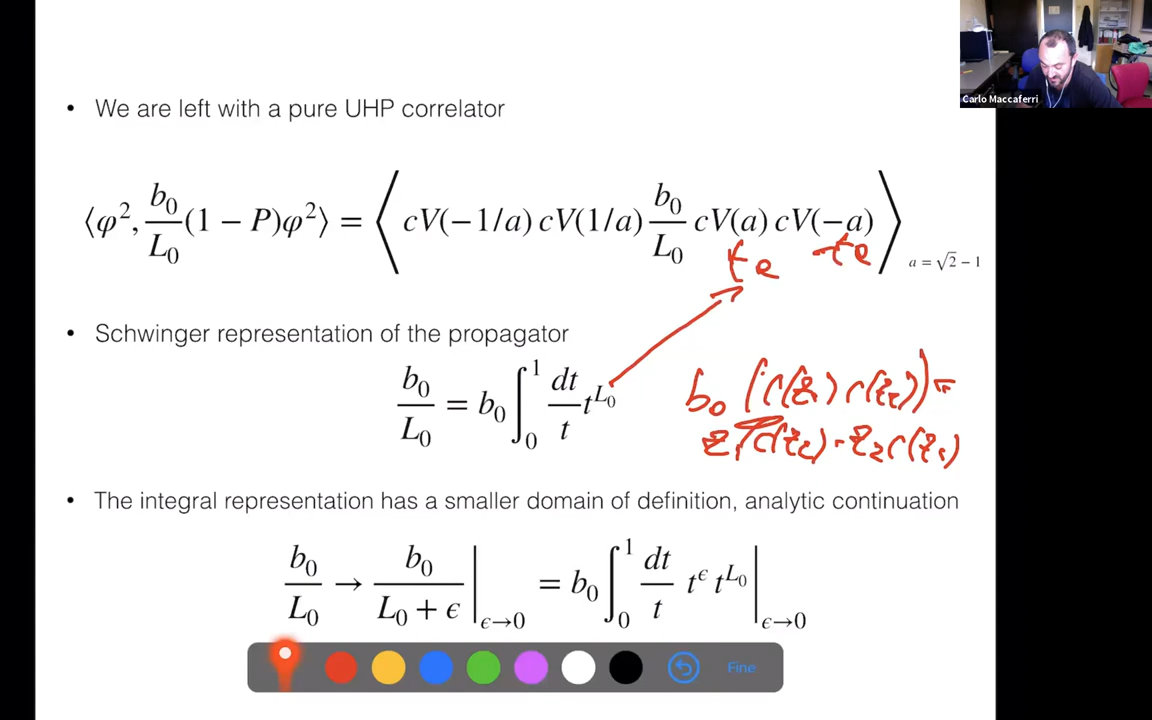 Carlo Maccaferri
• We are left with a pure UHP correlator
⟨φ², b₀/L₀ (1 − P)φ²⟩ = ⟨ cV(−1/a) cV(1/a) b₀/L₀ cV(a) cV(−a) ⟩ a = √2 − 1
ta −ta
• Schwinger representation of the propagator
b₀/L₀ = b₀ ∫₀¹ dt/t t^{L₀}
b₀ (c(z₁) c(z₂)) =
z₁ c(z₂) - z₂ c(z₁)
• The integral representation has a smaller domain of definition, analytic continuation
b₀/L₀ → b₀/(L₀ + ϵ) |_{ϵ→0} = b₀ ∫₀¹ dt/t t^ϵ t^{L₀} |_{ϵ→0}
Fine